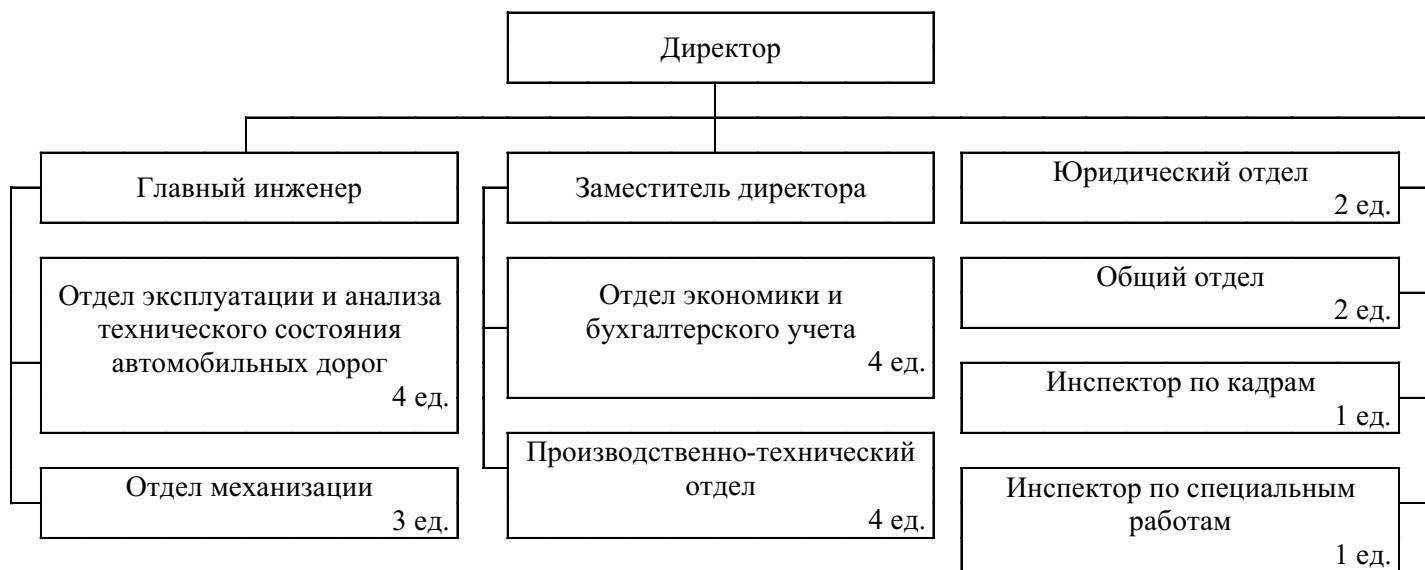 Директор
Главный инженер
Заместитель директора
Юридический отдел
2 ед.
Отдел эксплуатации и анализа
технического состояния
автомобильных дорог
4 ед.
Отдел экономики и
бухгалтерского учета
4 ед.
Общий отдел
2 ед.
Инспектор по кадрам
1 ед.
Отдел механизации
3 ед.
Производственно-технический
отдел
4 ед.
Инспектор по специальным
работам
1 ед.